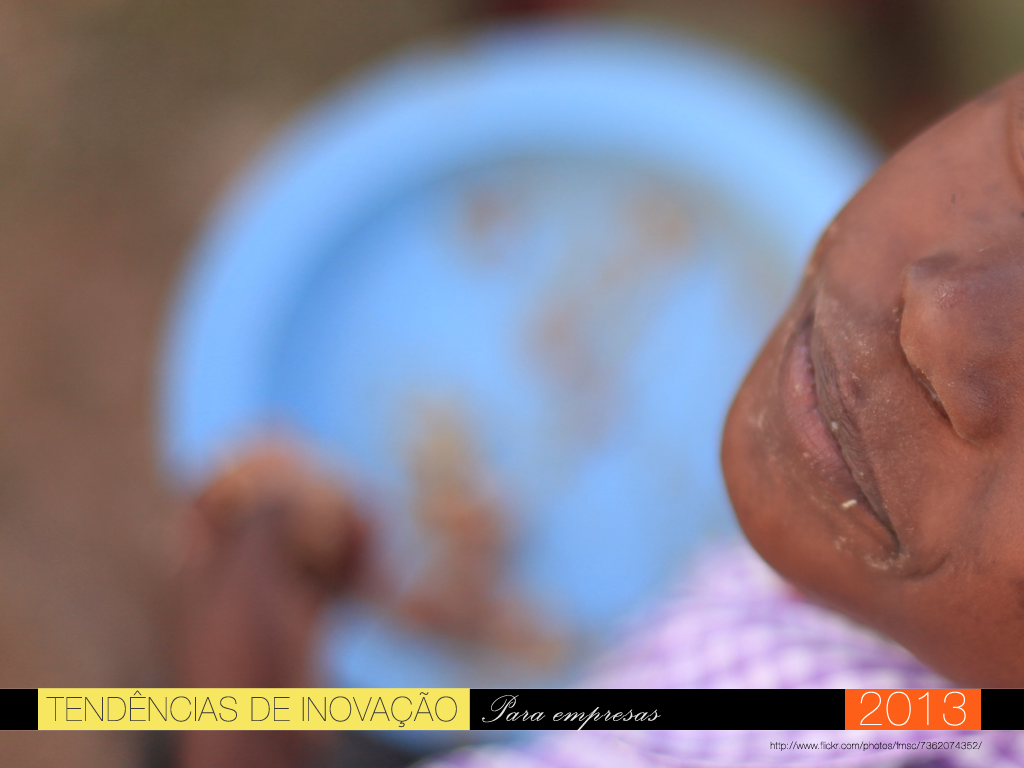 TENDÊNCIAS DE INOVAÇÃO Para empresas 2013
http://www.flickr.com/photos/fmsc/7362074352/